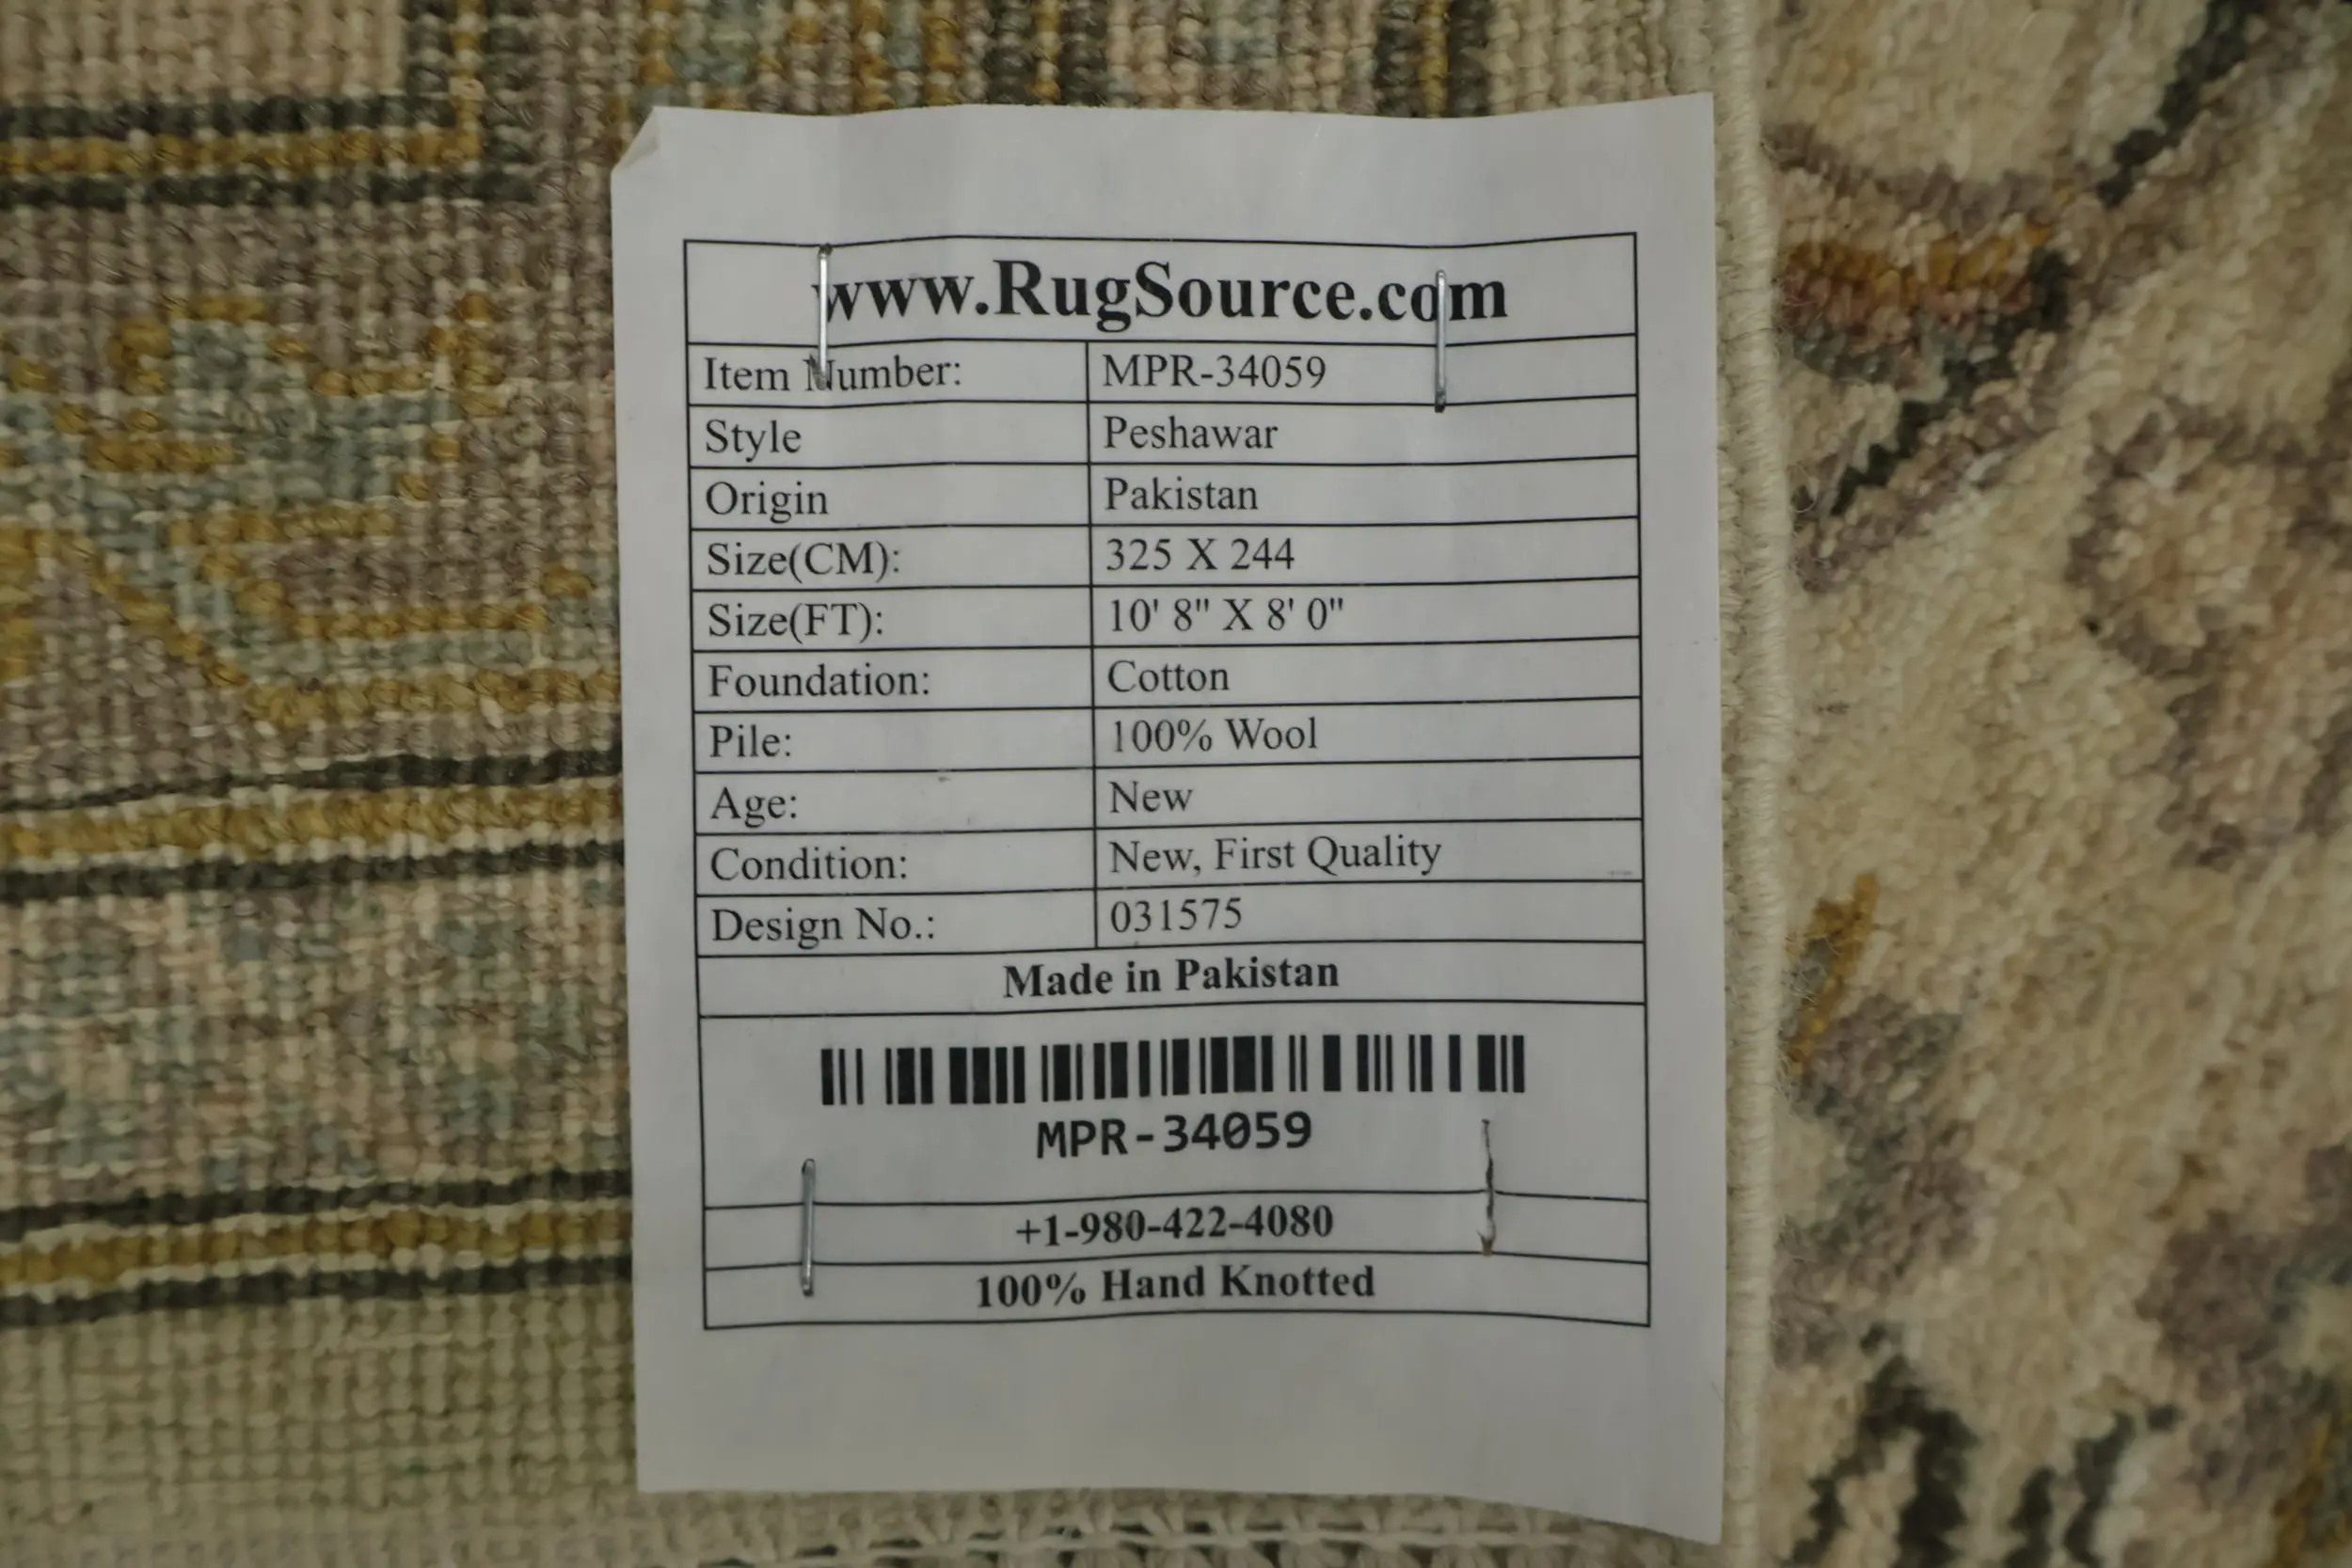 www.RugSource.com
Item Number: MPR-34059
Style Peshawar
Origin Pakistan
Size(CM): 325 X 244
Size(FT): 10' 8" X 8' 0"
Foundation: Cotton
Pile: 100% Wool
Age: New
Condition: New, First Quality
Design No.: 031575
Made in Pakistan
MPR-34059
+1-980-422-4080
100% Hand Knotted